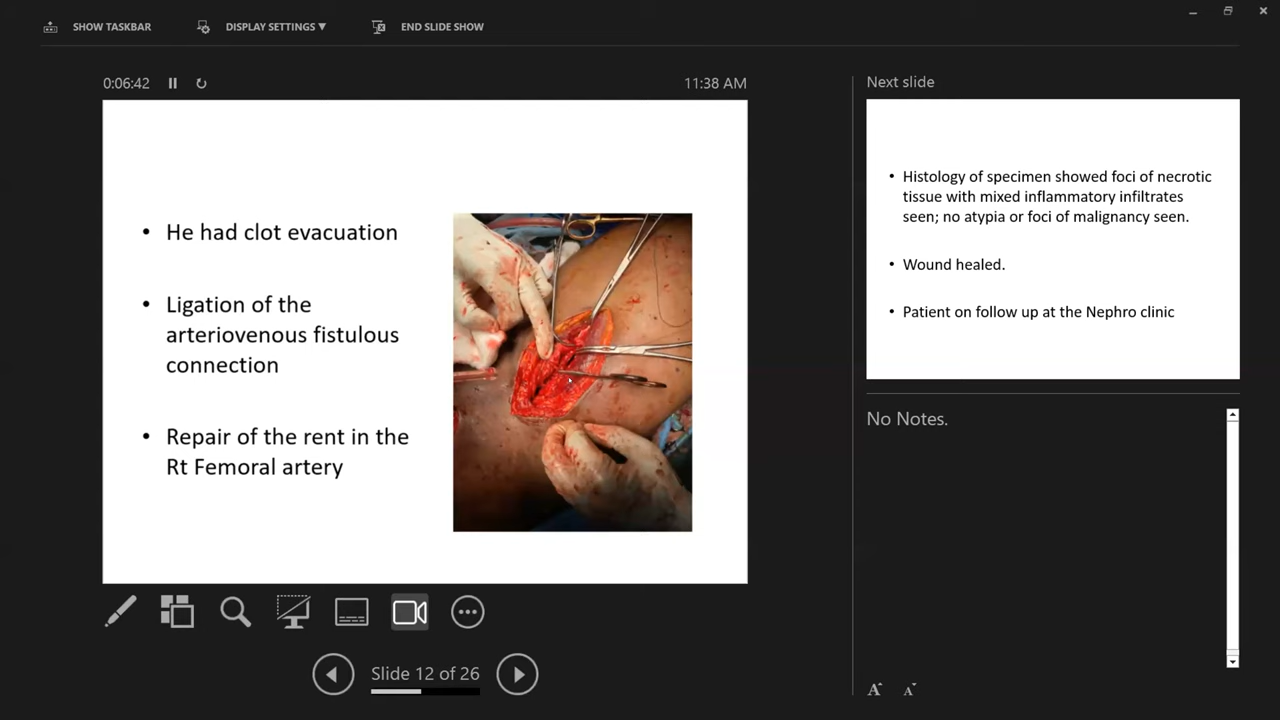 SHOW TASKBAR
DISPLAY SETTINGS ▼
END SLIDE SHOW
0:06:42
11:38 AM
• He had clot evacuation
• Ligation of the
arteriovenous fistulous
connection
• Repair of the rent in the
Rt Femoral artery
Slide 12 of 26
Next slide
• Histology of specimen showed foci of necrotic
tissue with mixed inflammatory infiltrates
seen; no atypia or foci of malignancy seen.
• Wound healed.
• Patient on follow up at the Nephro clinic
No Notes.
A A